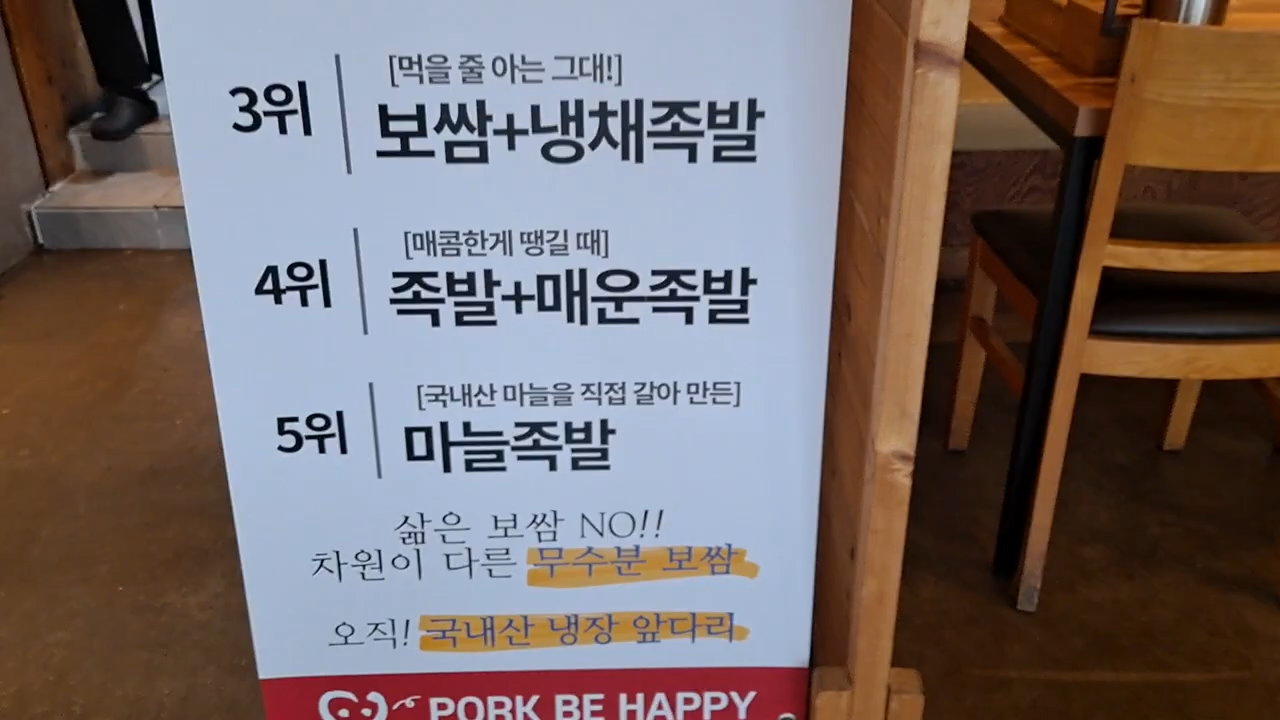 [먹을 줄 아는 그대!]
3위
보쌈+냉채족발
[매콤한게 땡길 때]
4위
족발+매운족발
[국내산 마늘을 직접 갈아 만든]
5위
마늘족발
삶은 보쌈 NO!!
차원이 다른 무수분 보쌈
오직! 국내산 냉장 앞다리
PORK BE HAPPY